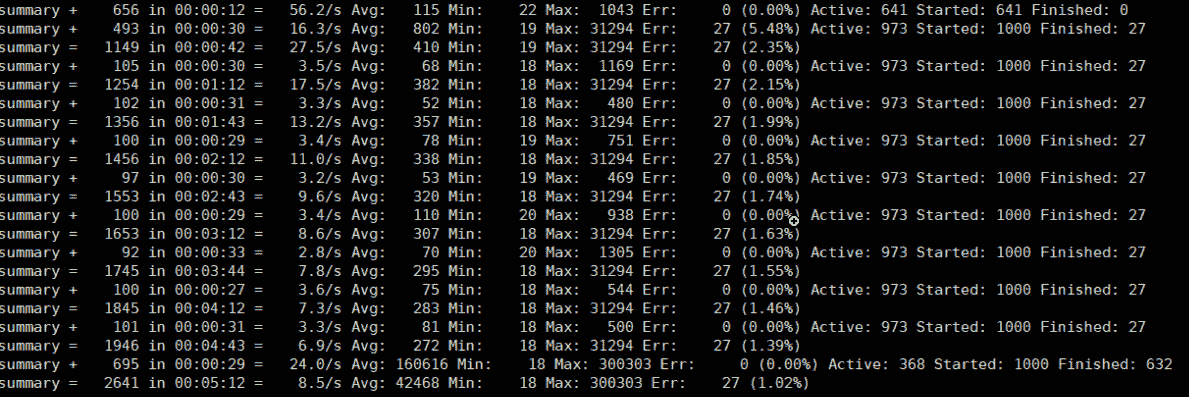 summary +    656 in 00:00:12 =   56.2/s Avg:   115 Min:    22 Max:  1043 Err:     0 (0.00%) Active: 641 Started: 641 Finished: 0
summary +    493 in 00:00:30 =   16.3/s Avg:   802 Min:    19 Max: 31294 Err:    27 (5.48%) Active: 973 Started: 1000 Finished: 27
summary =   1149 in 00:00:42 =   27.5/s Avg:   410 Min:    19 Max: 31294 Err:    27 (2.35%)
summary +    105 in 00:00:30 =    3.5/s Avg:    68 Min:    18 Max:  1169 Err:     0 (0.00%) Active: 973 Started: 1000 Finished: 27
summary =   1254 in 00:01:12 =   17.5/s Avg:   382 Min:    18 Max: 31294 Err:    27 (2.15%)
summary +    102 in 00:00:31 =    3.3/s Avg:    52 Min:    18 Max:   480 Err:     0 (0.00%) Active: 973 Started: 1000 Finished: 27
summary =   1356 in 00:01:43 =   13.2/s Avg:   357 Min:    18 Max: 31294 Err:    27 (1.99%)
summary +    100 in 00:00:29 =    3.4/s Avg:    78 Min:    19 Max:   751 Err:     0 (0.00%) Active: 973 Started: 1000 Finished: 27
summary =   1456 in 00:02:12 =   11.0/s Avg:   338 Min:    18 Max: 31294 Err:    27 (1.85%)
summary +     97 in 00:00:30 =    3.2/s Avg:    53 Min:    19 Max:   469 Err:     0 (0.00%) Active: 973 Started: 1000 Finished: 27
summary =   1553 in 00:02:43 =    9.6/s Avg:   320 Min:    18 Max: 31294 Err:    27 (1.74%)
summary +    100 in 00:00:29 =    3.4/s Avg:   110 Min:    20 Max:   938 Err:     0 (0.00%) Active: 973 Started: 1000 Finished: 27
summary =   1653 in 00:03:12 =    8.6/s Avg:   307 Min:    18 Max: 31294 Err:    27 (1.63%)
summary +     92 in 00:00:33 =    2.8/s Avg:    70 Min:    20 Max:  1305 Err:     0 (0.00%) Active: 973 Started: 1000 Finished: 27
summary =   1745 in 00:03:44 =    7.8/s Avg:   295 Min:    18 Max: 31294 Err:    27 (1.55%)
summary +    100 in 00:00:27 =    3.6/s Avg:    75 Min:    18 Max:   544 Err:     0 (0.00%) Active: 973 Started: 1000 Finished: 27
summary =   1845 in 00:04:12 =    7.3/s Avg:   283 Min:    18 Max: 31294 Err:    27 (1.46%)
summary +    101 in 00:00:31 =    3.3/s Avg:    81 Min:    18 Max:   500 Err:     0 (0.00%) Active: 973 Started: 1000 Finished: 27
summary =   1946 in 00:04:43 =    6.9/s Avg:   272 Min:    18 Max: 31294 Err:    27 (1.39%)
summary +    695 in 00:00:29 =   24.0/s Avg: 160616 Min:    18 Max: 300303 Err:     0 (0.00%) Active: 368 Started: 1000 Finished: 632
summary =   2641 in 00:05:12 =    8.5/s Avg: 42468 Min:    18 Max: 300303 Err:    27 (1.02%)